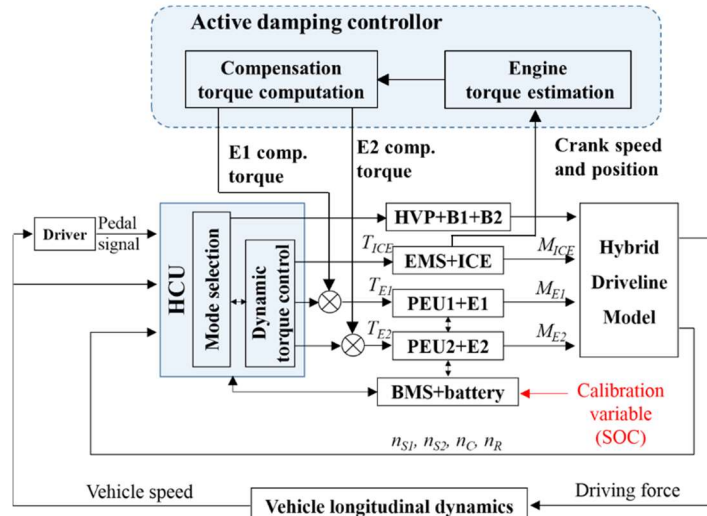 Active damping controllor
Compensation
torque computation
Engine
torque estimation
E1 comp.
torque
E2 comp.
torque
Crank speed
and position
Driver
Pedal
signal
HCU
Mode selection
Dynamic
torque control
HVP+B1+B2
T_ICE
EMS+ICE
M_ICE
T_E1
PEU1+E1
M_E1
T_E2
PEU2+E2
M_E2
BMS+battery
Hybrid
Driveline
Model
Calibration
variable
(SOC)
n_S1, n_S2, n_C, n_R
Vehicle speed
Vehicle longitudinal dynamics
Driving force